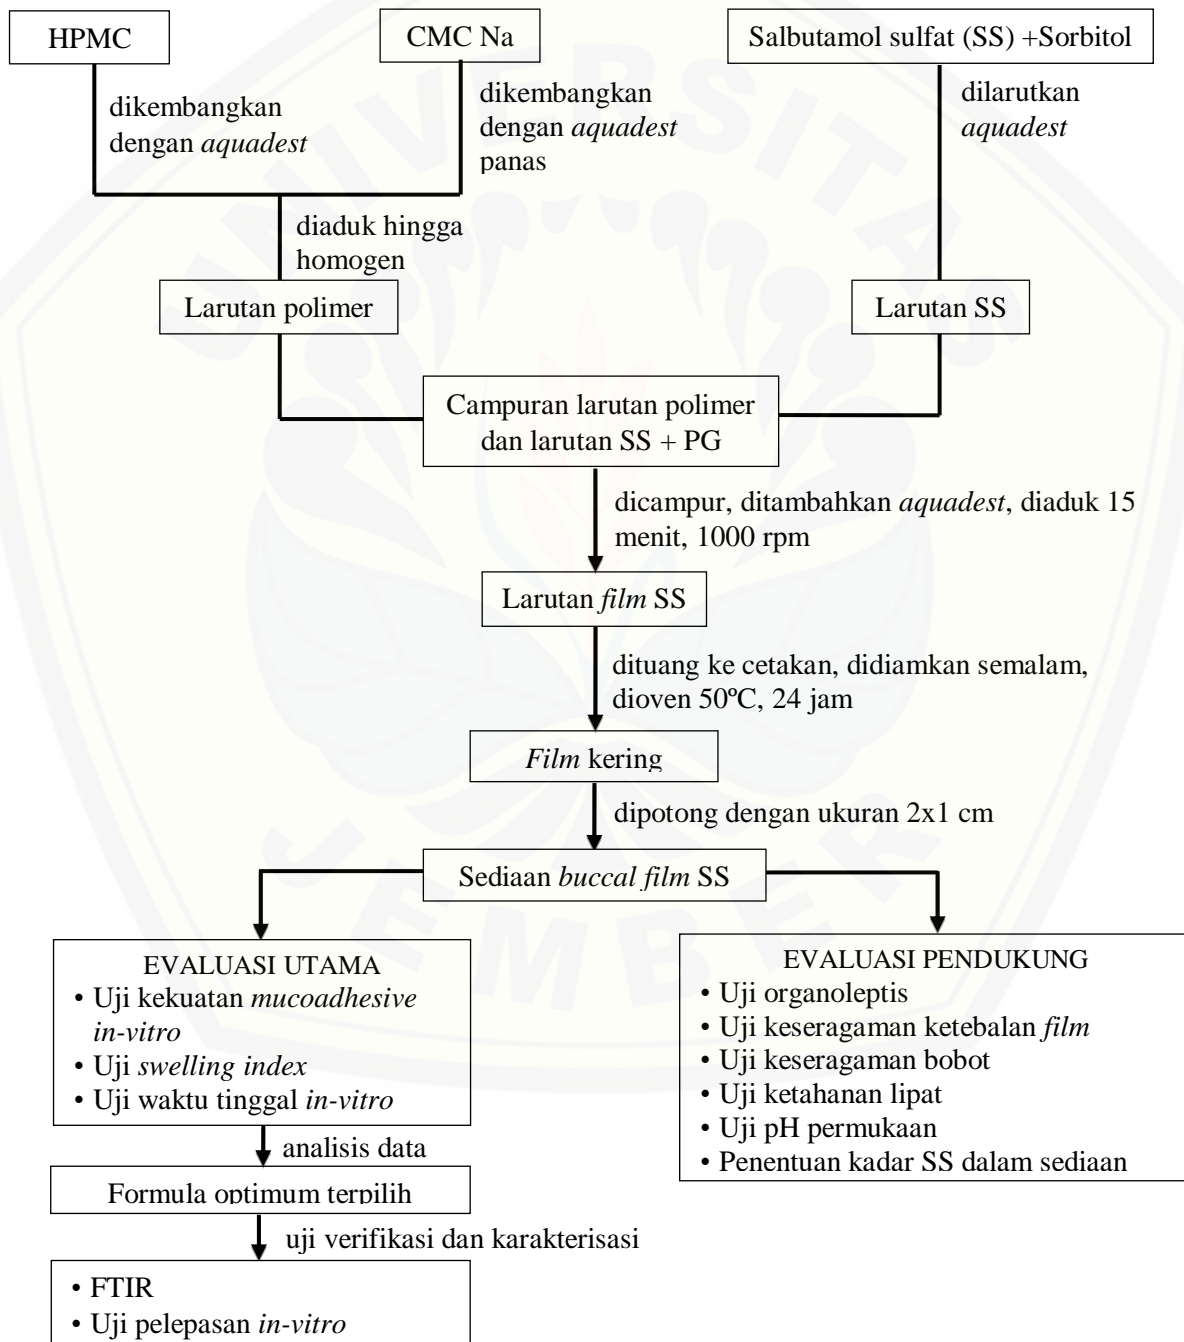 HPMC
CMC Na
Salbutamol sulfat (SS) +Sorbitol
dikembangkan
dengan aquadest
dikembangkan
dengan aquadest
panas
dilarutkan
aquadest
diaduk hingga
homogen
Larutan polimer
Larutan SS
Campuran larutan polimer
dan larutan SS + PG
dicampur, ditambahkan aquadest, diaduk 15
menit, 1000 rpm
Larutan film SS
dituang ke cetakan, didiamkan semalam,
dioven 50ºC, 24 jam
Film kering
dipotong dengan ukuran 2x1 cm
Sediaan buccal film SS
EVALUASI UTAMA
• Uji kekuatan mucoadhesive
in-vitro
• Uji swelling index
• Uji waktu tinggal in-vitro
EVALUASI PENDUKUNG
• Uji organoleptis
• Uji keseragaman ketebalan film
• Uji keseragaman bobot
• Uji ketahanan lipat
• Uji pH permukaan
• Penentuan kadar SS dalam sediaan
analisis data
Formula optimum terpilih
uji verifikasi dan karakterisasi
• FTIR
• Uji pelepasan in-vitro
UNIVERSITAS
JEMBER